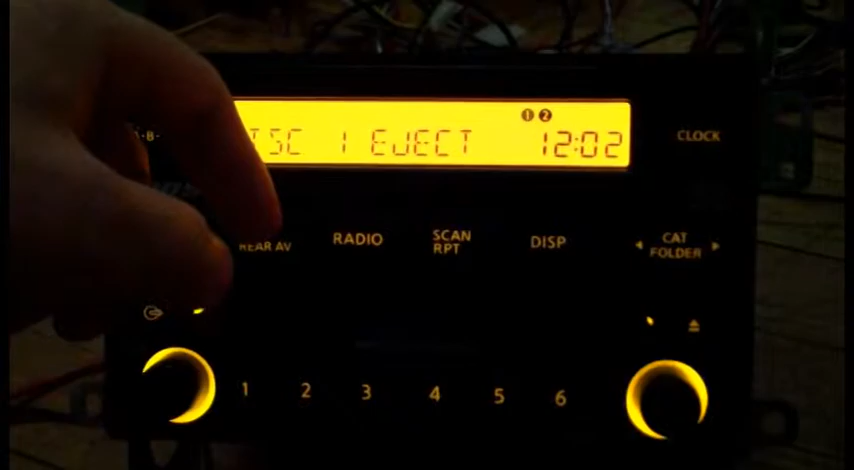 ISC 1 EJECT 12:02
CLOCK
REAR AV
RADIO
SCAN
RPT
DISP
CAT
FOLDER
1 2 3 4 5 6